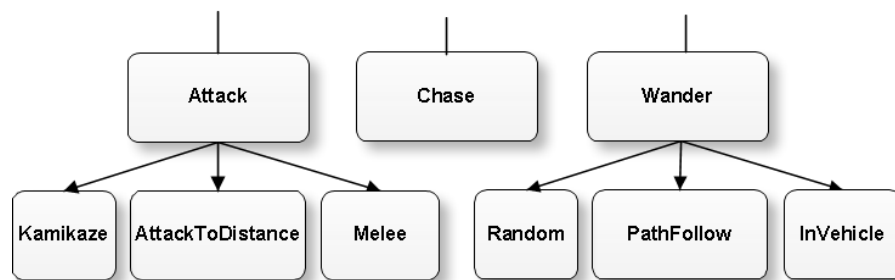 Attack
Chase
Wander
Kamikaze
AttackToDistance
Melee
Random
PathFollow
InVehicle